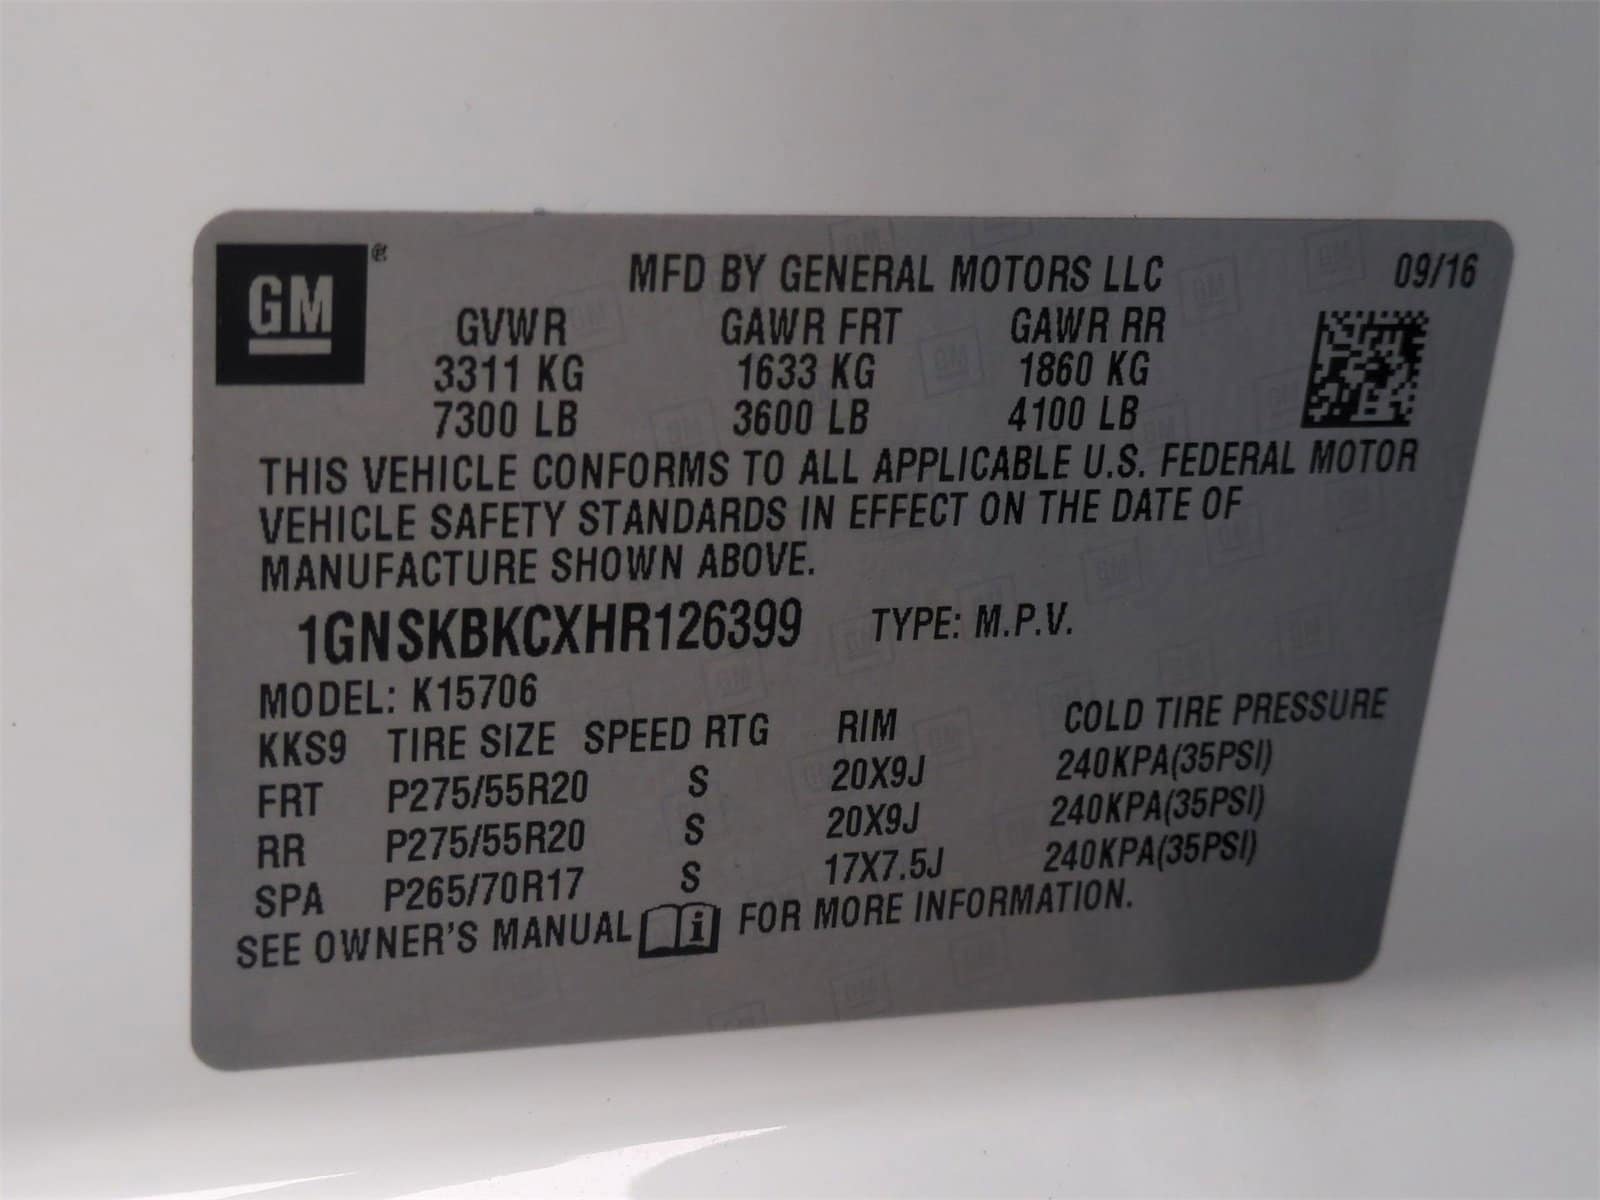 GM®
MFD BY GENERAL MOTORS LLC 09/16
GVWR GAWR FRT GAWR RR
3311 KG 1633 KG 1860 KG
7300 LB 3600 LB 4100 LB
THIS VEHICLE CONFORMS TO ALL APPLICABLE U.S. FEDERAL MOTOR
VEHICLE SAFETY STANDARDS IN EFFECT ON THE DATE OF
MANUFACTURE SHOWN ABOVE.
1GNSKBKCXHR126399 TYPE: M.P.V.
MODEL: K15706
KKS9 TIRE SIZE SPEED RTG RIM COLD TIRE PRESSURE
FRT P275/55R20 S 20X9J 240KPA(35PSI)
RR P275/55R20 S 20X9J 240KPA(35PSI)
SPA P265/70R17 S 17X7.5J 240KPA(35PSI)
SEE OWNER'S MANUAL i FOR MORE INFORMATION.